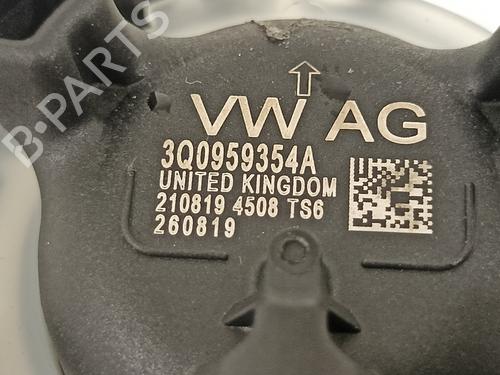 B-PARTS
VW AG
3Q0959354A
UNITED KINGDOM
210819 4508 TS6
260819